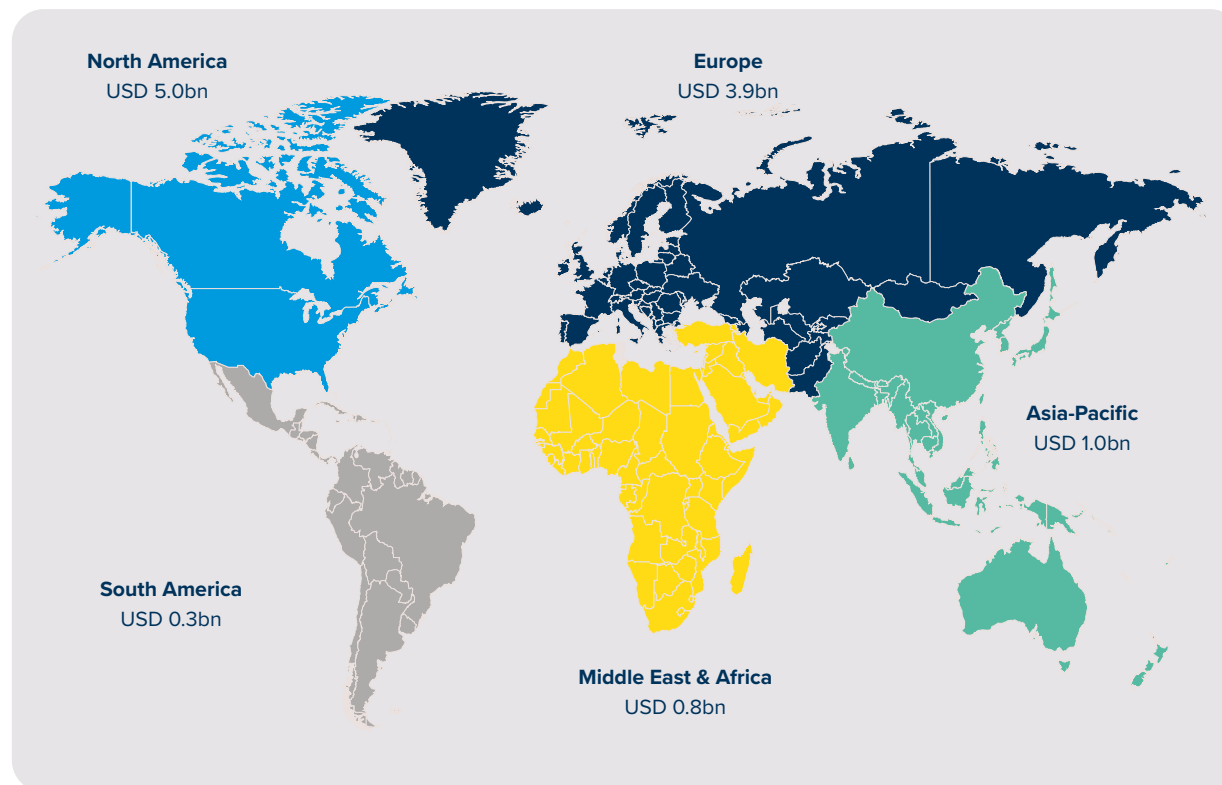 North America
USD 5.0bn
Europe
USD 3.9bn
Asia-Pacific
USD 1.0bn
South America
USD 0.3bn
Middle East & Africa
USD 0.8bn